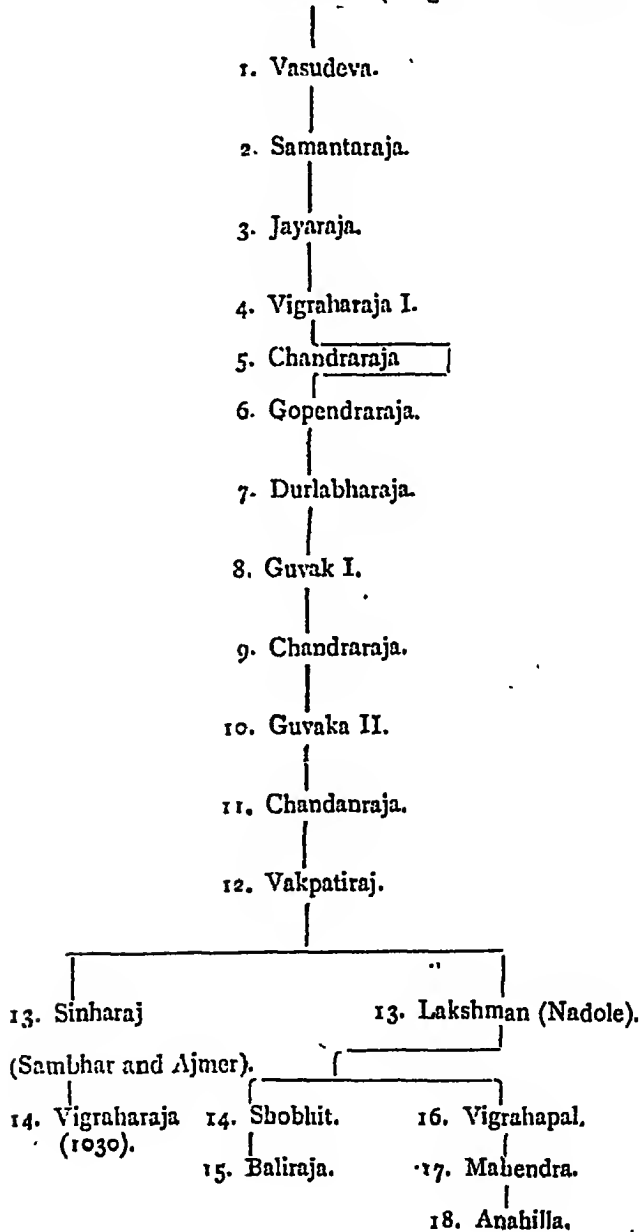 1. Vasudeva.
2. Samantaraja.
3. Jayaraja.
4. Vigraharaja I.
5. Chandraraja
6. Gopendraraja.
7. Durlabharaja.
8. Guvak I.
9. Chandraraja.
10. Guvaka II.
11. Chandanraja.
12. Vakpatiraj.
13. Sinharaj 13. Lakshman (Nadole).
(Sambhar and Ajmer).
14. Vigraharaja 14. Shobhit. 16. Vigrahapal.
(1030). 15. Baliraja. 17. Mahendra.
18. Anahilla.